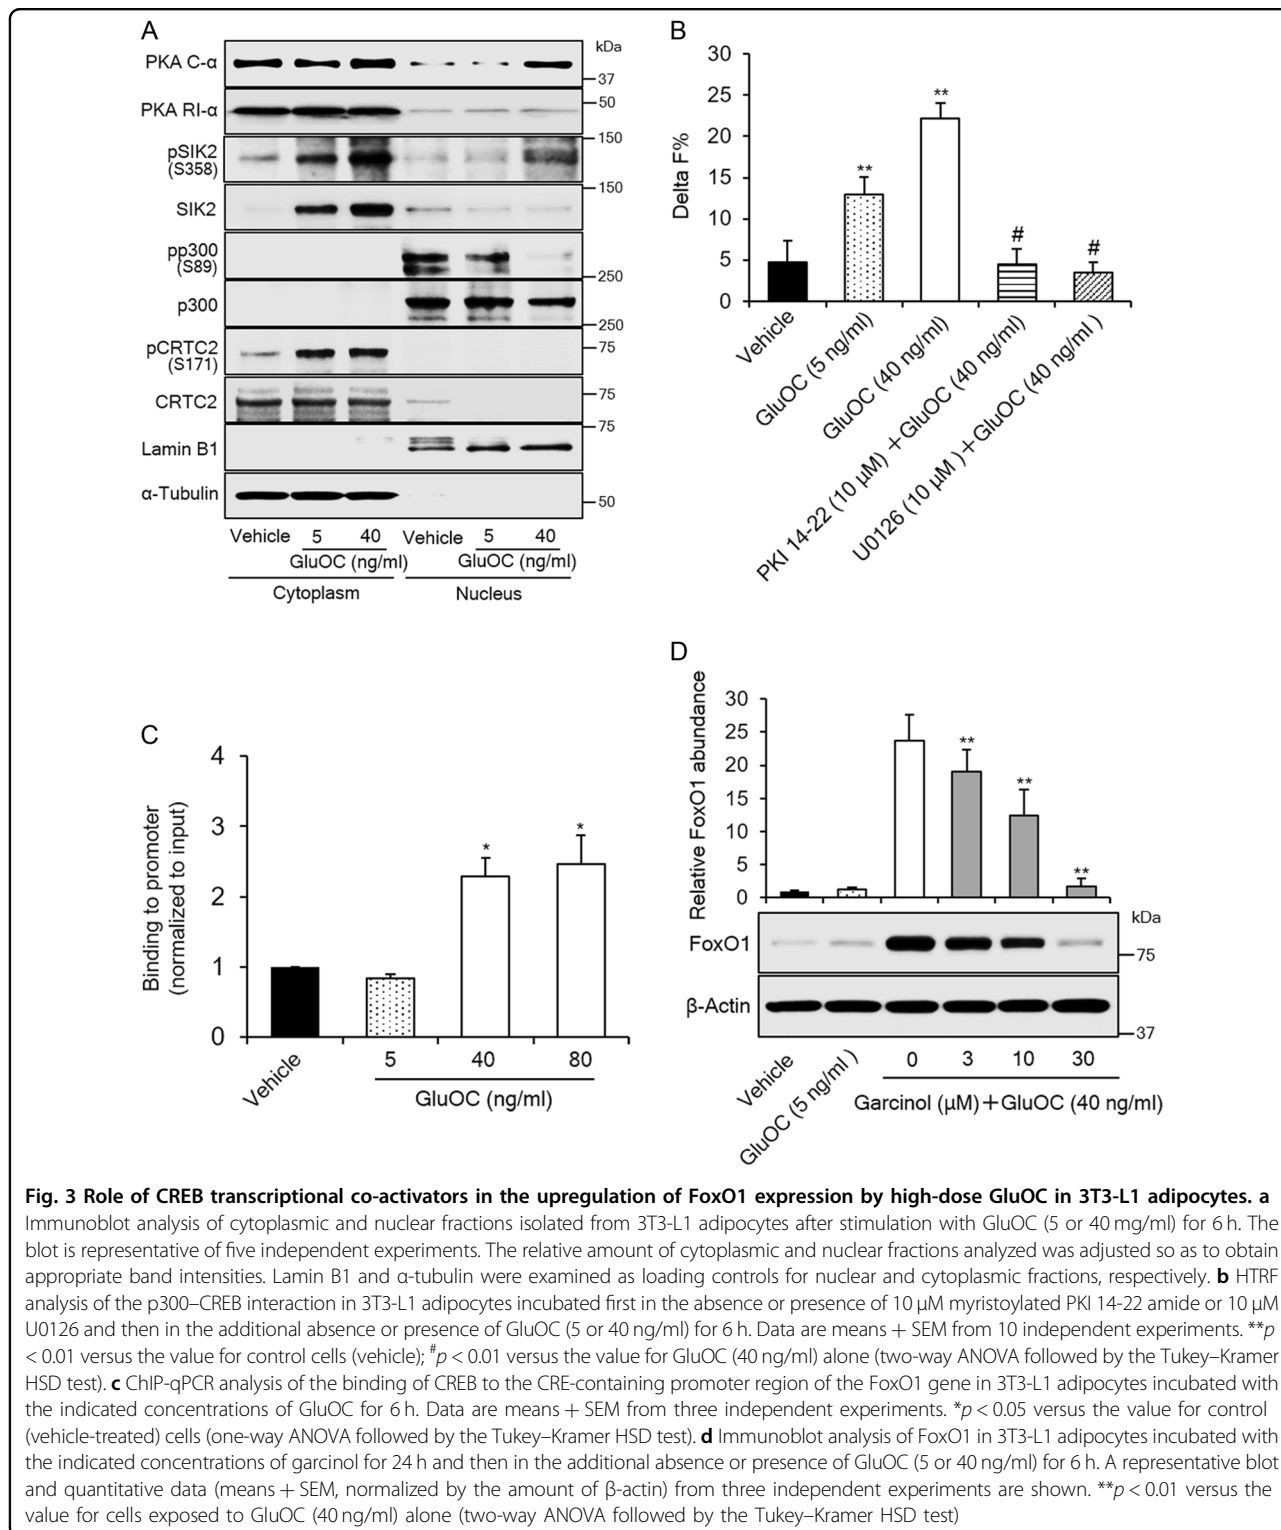 A
kDa
PKA C-α
37
PKA RI-α
50
pSIK2
(S358)
150
SIK2
150
pp300
(S89)
250
p300
250
pCRTC2
(S171)
75
CRTC2
75
Lamin B1
75
α-Tubulin
50
Vehicle 5 40 Vehicle 5 40
GluOC (ng/ml) GluOC (ng/ml)
Cytoplasm Nucleus
B
Delta F%
30
25
20
15
10
5
0
** ** # #
Vehicle
GluOC (5 ng/ml)
GluOC (40 ng/ml)
PKI 14-22 (10 μM) + GluOC (40 ng/ml)
U0126 (10 μM ) + GluOC (40 ng/ml )
C
Binding to promoter
(normalized to input)
4
3
2
1
0
* *
Vehicle 5 40 80
GluOC (ng/ml)
D
Relative FoxO1 abundance
30
25
20
15
10
5
0
** ** **
kDa
FoxO1
75
β-Actin
37
Vehicle
GluOC (5 ng/ml )
0 3 10 30
Garcinol (μM) + GluOC (40 ng/ml)
Fig. 3 Role of CREB transcriptional co-activators in the upregulation of FoxO1 expression by high-dose GluOC in 3T3-L1 adipocytes. a
Immunoblot analysis of cytoplasmic and nuclear fractions isolated from 3T3-L1 adipocytes after stimulation with GluOC (5 or 40 mg/ml) for 6 h. The
blot is representative of five independent experiments. The relative amount of cytoplasmic and nuclear fractions analyzed was adjusted so as to obtain
appropriate band intensities. Lamin B1 and α-tubulin were examined as loading controls for nuclear and cytoplasmic fractions, respectively. b HTRF
analysis of the p300–CREB interaction in 3T3-L1 adipocytes incubated first in the absence or presence of 10 μM myristoylated PKI 14-22 amide or 10 μM
U0126 and then in the additional absence or presence of GluOC (5 or 40 ng/ml) for 6 h. Data are means + SEM from 10 independent experiments. **p
< 0.01 versus the value for control cells (vehicle); #p < 0.01 versus the value for GluOC (40 ng/ml) alone (two-way ANOVA followed by the Tukey–Kramer
HSD test). c ChIP-qPCR analysis of the binding of CREB to the CRE-containing promoter region of the FoxO1 gene in 3T3-L1 adipocytes incubated with
the indicated concentrations of GluOC for 6 h. Data are means + SEM from three independent experiments. *p < 0.05 versus the value for control
(vehicle-treated) cells (one-way ANOVA followed by the Tukey–Kramer HSD test). d Immunoblot analysis of FoxO1 in 3T3-L1 adipocytes incubated with
the indicated concentrations of garcinol for 24 h and then in the additional absence or presence of GluOC (5 or 40 ng/ml) for 6 h. A representative blot
and quantitative data (means + SEM, normalized by the amount of β-actin) from three independent experiments are shown. **p < 0.01 versus the
value for cells exposed to GluOC (40 ng/ml) alone (two-way ANOVA followed by the Tukey–Kramer HSD test)